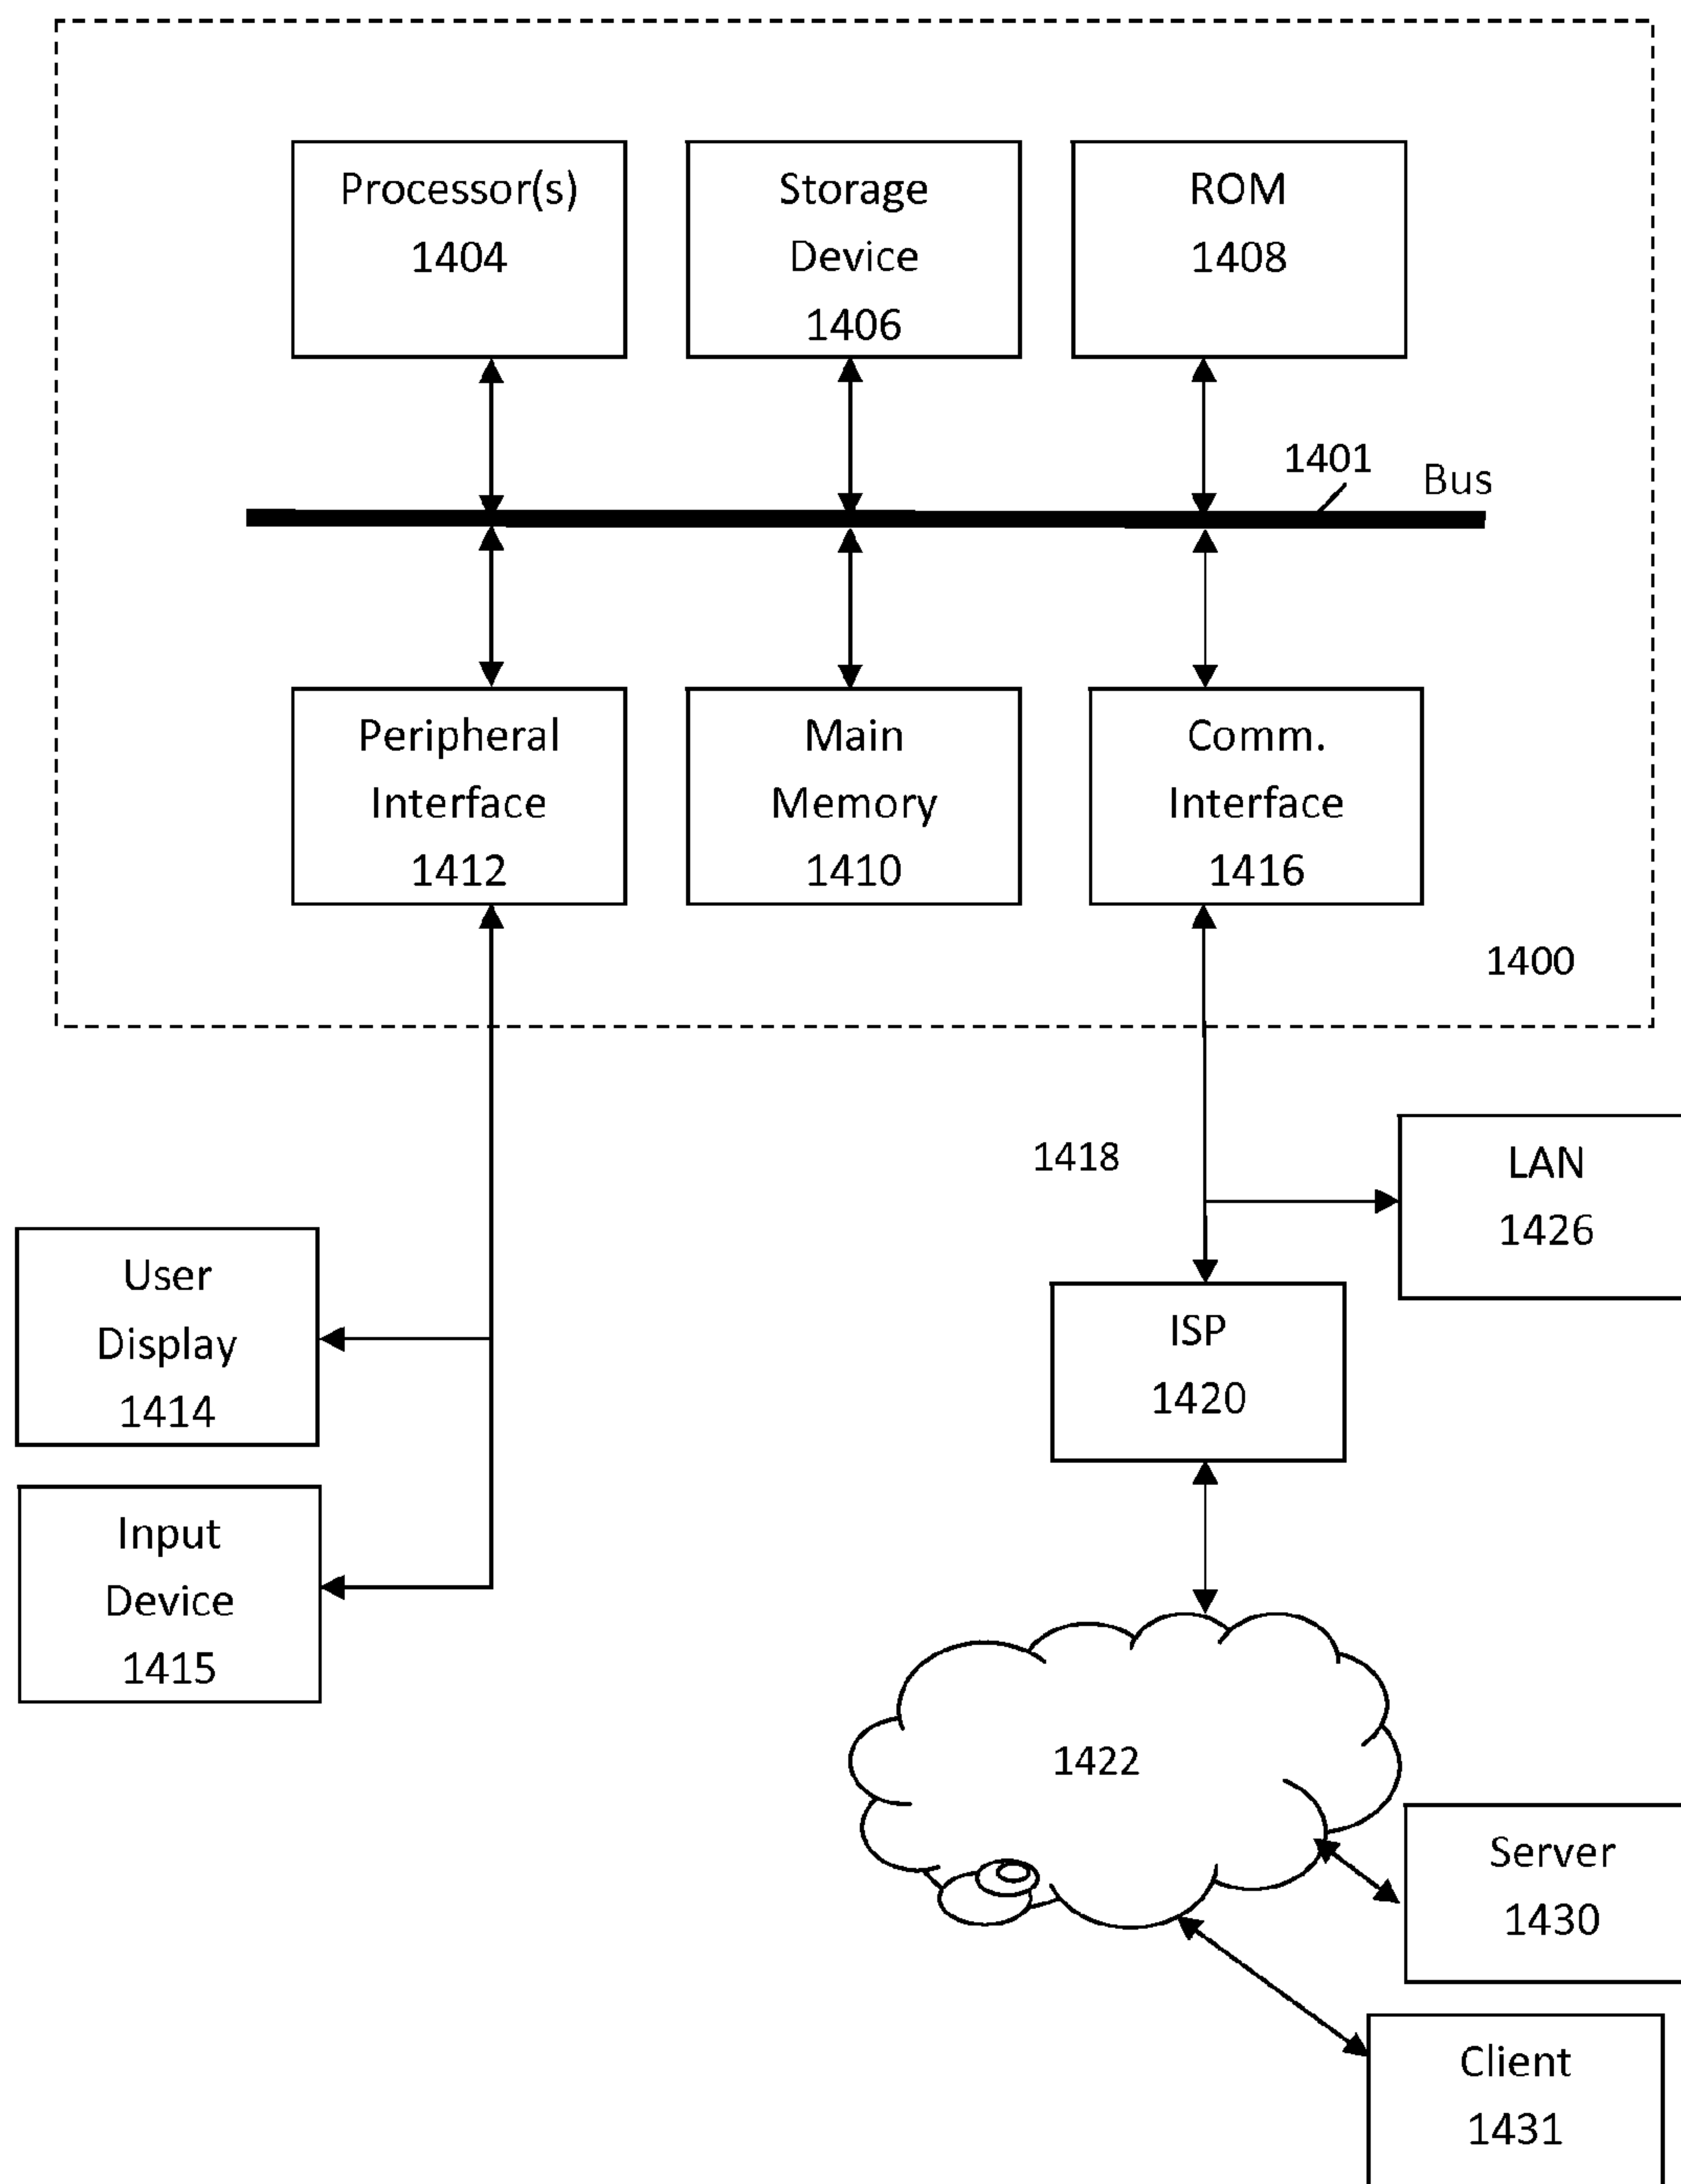 Processor(s)
1404
Storage
Device
1406
ROM
1408
1401
Bus
Peripheral
Interface
1412
Main
Memory
1410
Comm.
Interface
1416
1400
1418
LAN
1426
User
Display
1414
ISP
1420
Input
Device
1415
1422
Server
1430
Client
1431